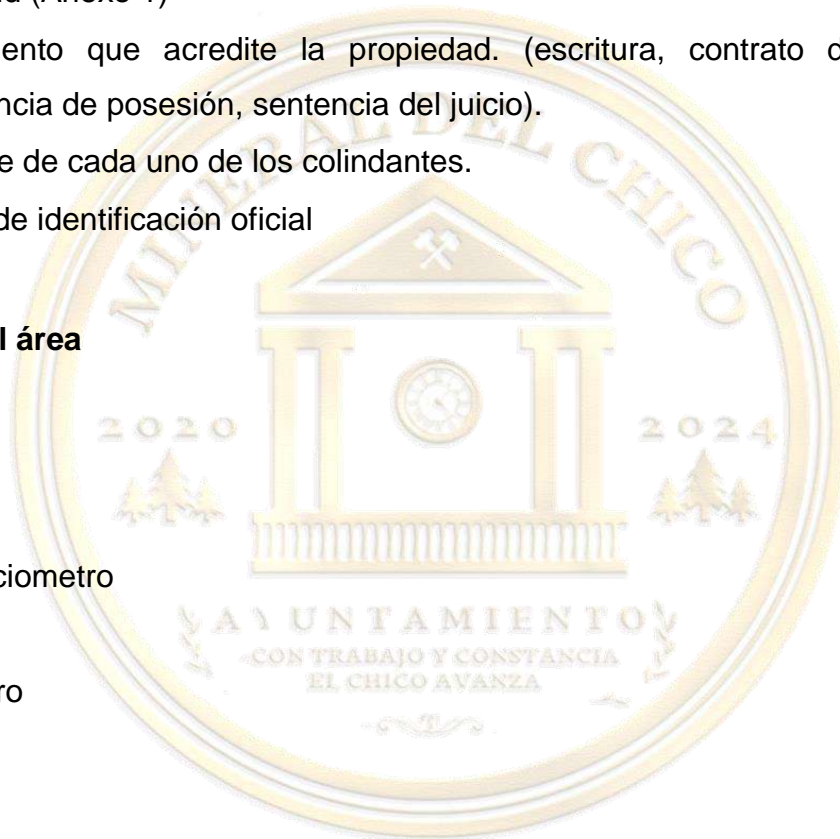 (Anexo 1)
ento que acredite la propiedad. (escritura, contrato d
ncia de posesión, sentencia del juicio).
e de cada uno de los colindantes.
de identificación oficial
l área
ciometro
ro
MINERAL DEL CHICO
2020 2024
AYUNTAMIENTO
CON TRABAJO Y CONSTANCIA
EL CHICO AVANZA